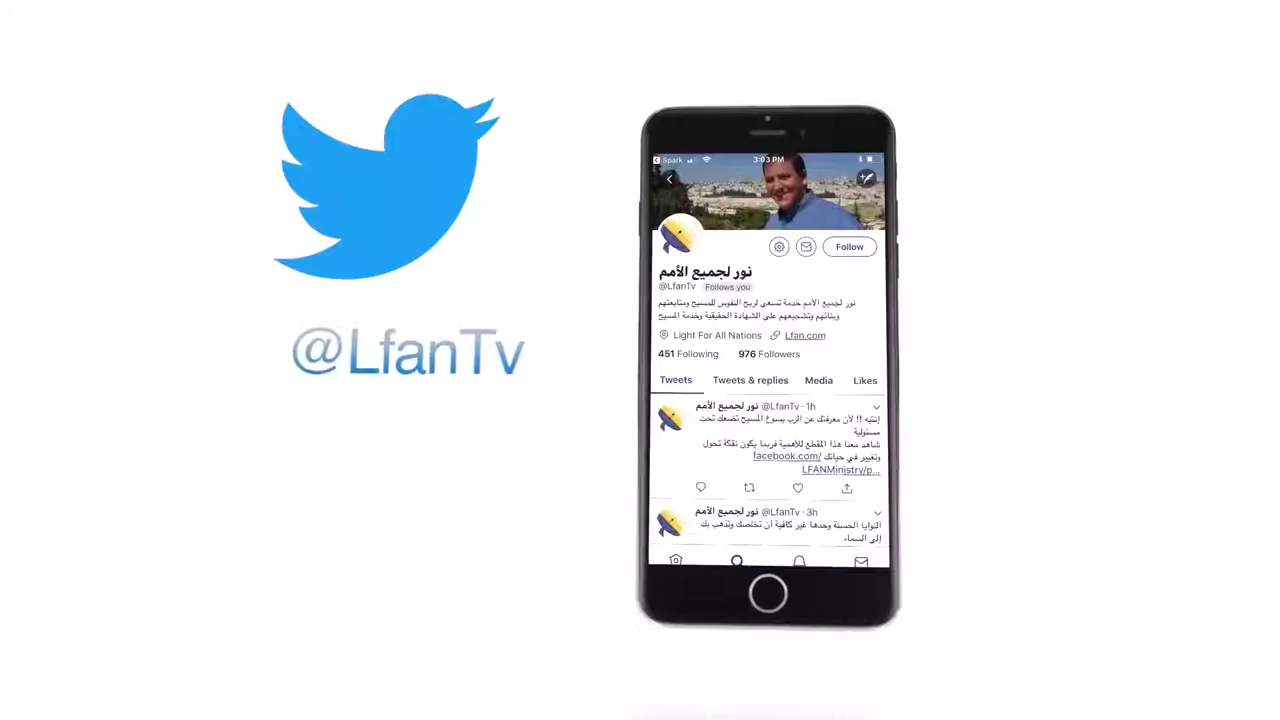 @LfanTv
Spark
3:03 PM
Follow
نور لجميع الأمم
@LfanTv Follows you
نور لجميع الأمم خدمة تسعى لربح النفوس للمسيح ومتابعتهم
وبنائهم وتشجيعهم على الشهادة الحقيقية وخدمة المسيح
Light For All Nations Lfan.com
451 Following 976 Followers
Tweets Tweets & replies Media Likes
نور لجميع الأمم @LfanTv · 1h
إنتبه !! لأن معرفتك عن الرب يسوع المسيح تضعك تحت
مسئولية
شاهد معنا هذا المقطع للأهمية فربما يكون نقكة تحول
وتغيير في حياتك facebook.com/
LFANMinistry/p...
نور لجميع الأمم @LfanTv · 3h
النوايا الحسنة وحدها غير كافية أن تخلصك وتذهب بك
إلى السماء